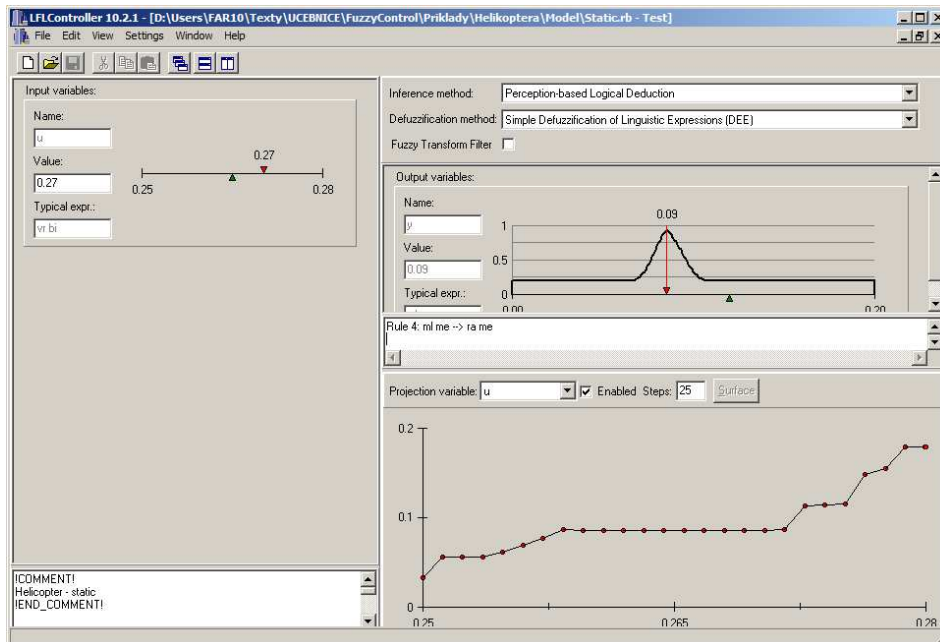 LFLController 10.2.1 - [D:\Users\FAR10\Texty\UCEBNICE\FuzzyControl\Priklady\Helikoptera\Model\Static.rb - Test]
File Edit View Settings Window Help
Input variables:
Name:
u
Value:
0.27
Typical expr.:
vr bi
0.27
0.25
0.28
Inference method:
Perception-based Logical Deduction
Defuzzification method:
Simple Defuzzification of Linguistic Expressions (DEE)
Fuzzy Transform Filter
Output variables:
Name:
y
Value:
0.09
Typical expr.:
0.09
1
0.5
0
0.00
0.20
Rule 4: ml me --> ra me
Projection variable:
u
Enabled Steps:
25
Surface
0.2
0.1
0
0.25
0.265
0.28
!COMMENT!
Helicopter - static
!END_COMMENT!